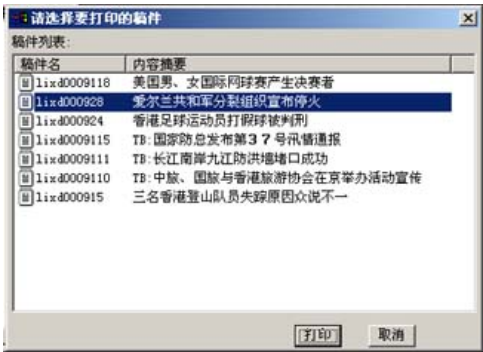 请选择要打印的稿件
稿件列表:
稿件名 内容摘要
lixd0009118 美国男、女国际网球赛产生决赛者
lixd000928 爱尔兰共和军分裂组织宣布停火
lixd000924 香港足球运动员打假球被判刑
lixd0009115 TB:国家防总发布第37号汛情通报
lixd0009111 TB:长江南岸九江防洪墙堵口成功
lixd0009110 TB:中旅、国旅与香港旅游协会在京举办活动宣传
lixd000915 三名香港登山队员失踪原因众说不一
打印 取消